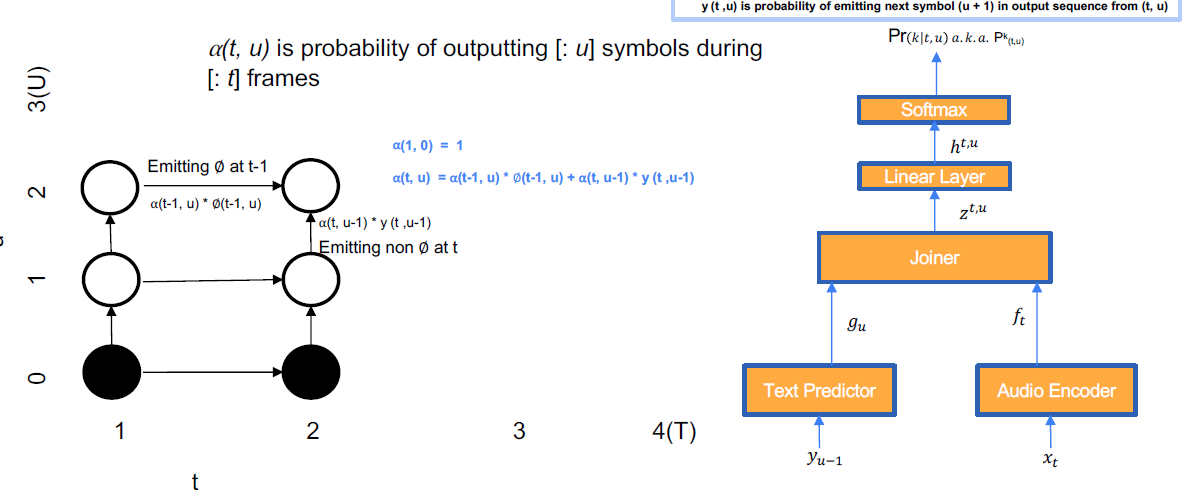 y (t ,u) is probability of emitting next symbol (u + 1) in output sequence from (t, u)
α(t, u) is probability of outputting [: u] symbols during
[: t] frames
Pr(k|t,u) a.k.a. Pᵏ(t,u)
3(U)
Softmax
α(1, 0) = 1
hᵗ,ᵘ
Emitting ∅ at t-1
α(t, u) = α(t-1, u) * ∅(t-1, u) + α(t, u-1) * y (t ,u-1)
Linear Layer
2
α(t-1, u) * ∅(t-1, u)
zᵗ,ᵘ
α(t, u-1) * y (t ,u-1)
Emitting non ∅ at t
Joiner
1
gᵤ
fₜ
0
Text Predictor
Audio Encoder
1
2
3
4(T)
yᵤ₋₁
xₜ
t